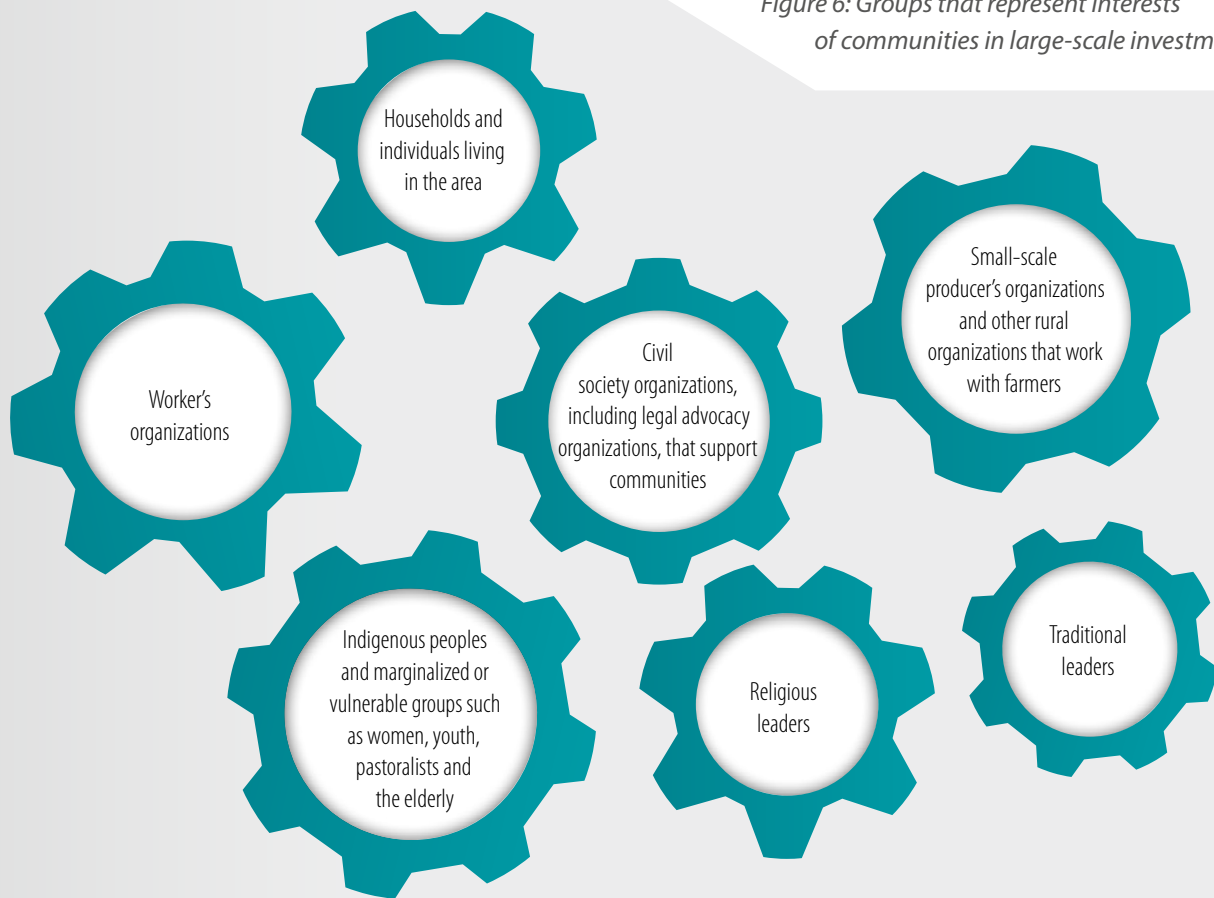 Figure 6: Groups that represent interests
of communities in large-scale investm
Households and
individuals living
in the area
Small-scale
producer's organizations
and other rural
organizations that work
with farmers
Worker's
organizations
Civil
society organizations,
including legal advocacy
organizations, that support
communities
Indigenous peoples
and marginalized or
vulnerable groups such
as women, youth,
pastoralists and
the elderly
Religious
leaders
Traditional
leaders